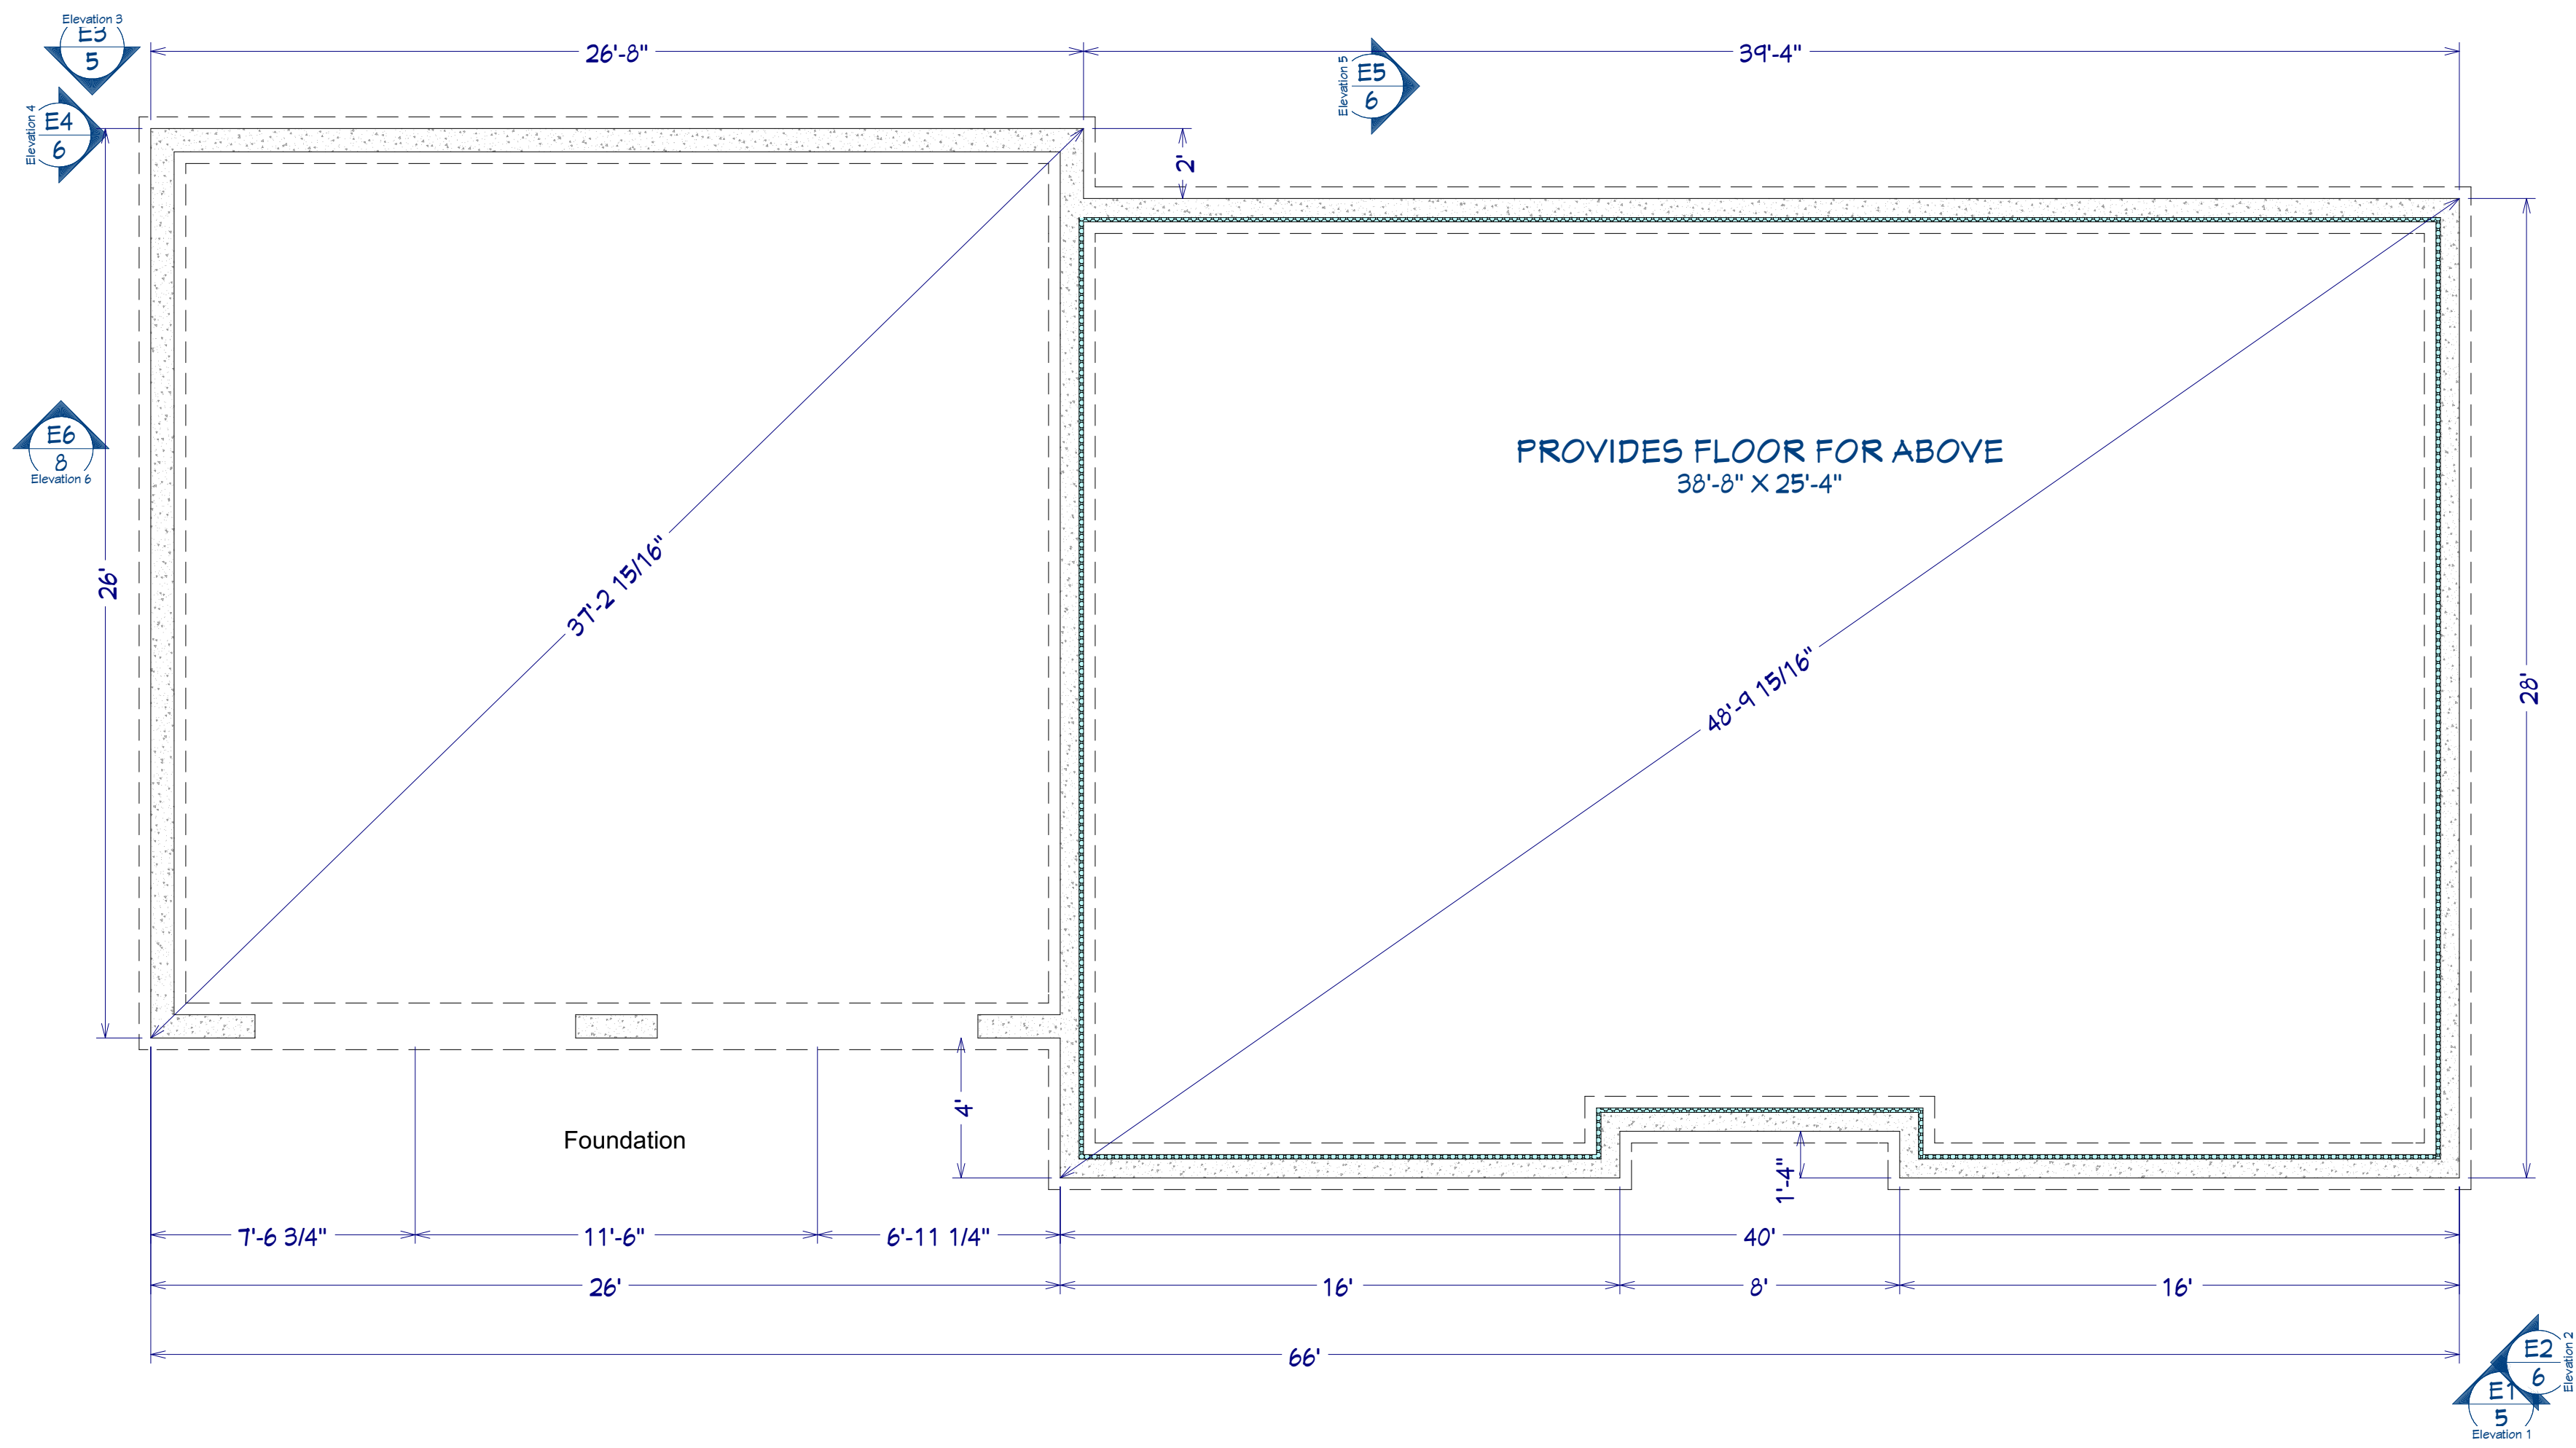 Elevation 3
E3
5
26'-8"
39'-4"
Elevation 5
E5
6
Elevation 4
E4
6
2'
E6
8
Elevation 6
PROVIDES FLOOR FOR ABOVE
38'-8" X 25'-4"
26'
37'-2 15/16"
48'-9 15/16"
28'
4'
Foundation
1'-4"
7'-6 3/4"
11'-6"
6'-11 1/4"
40'
26'
16'
8'
16'
66'
E2
6
Elevation 2
E1
5
Elevation 1